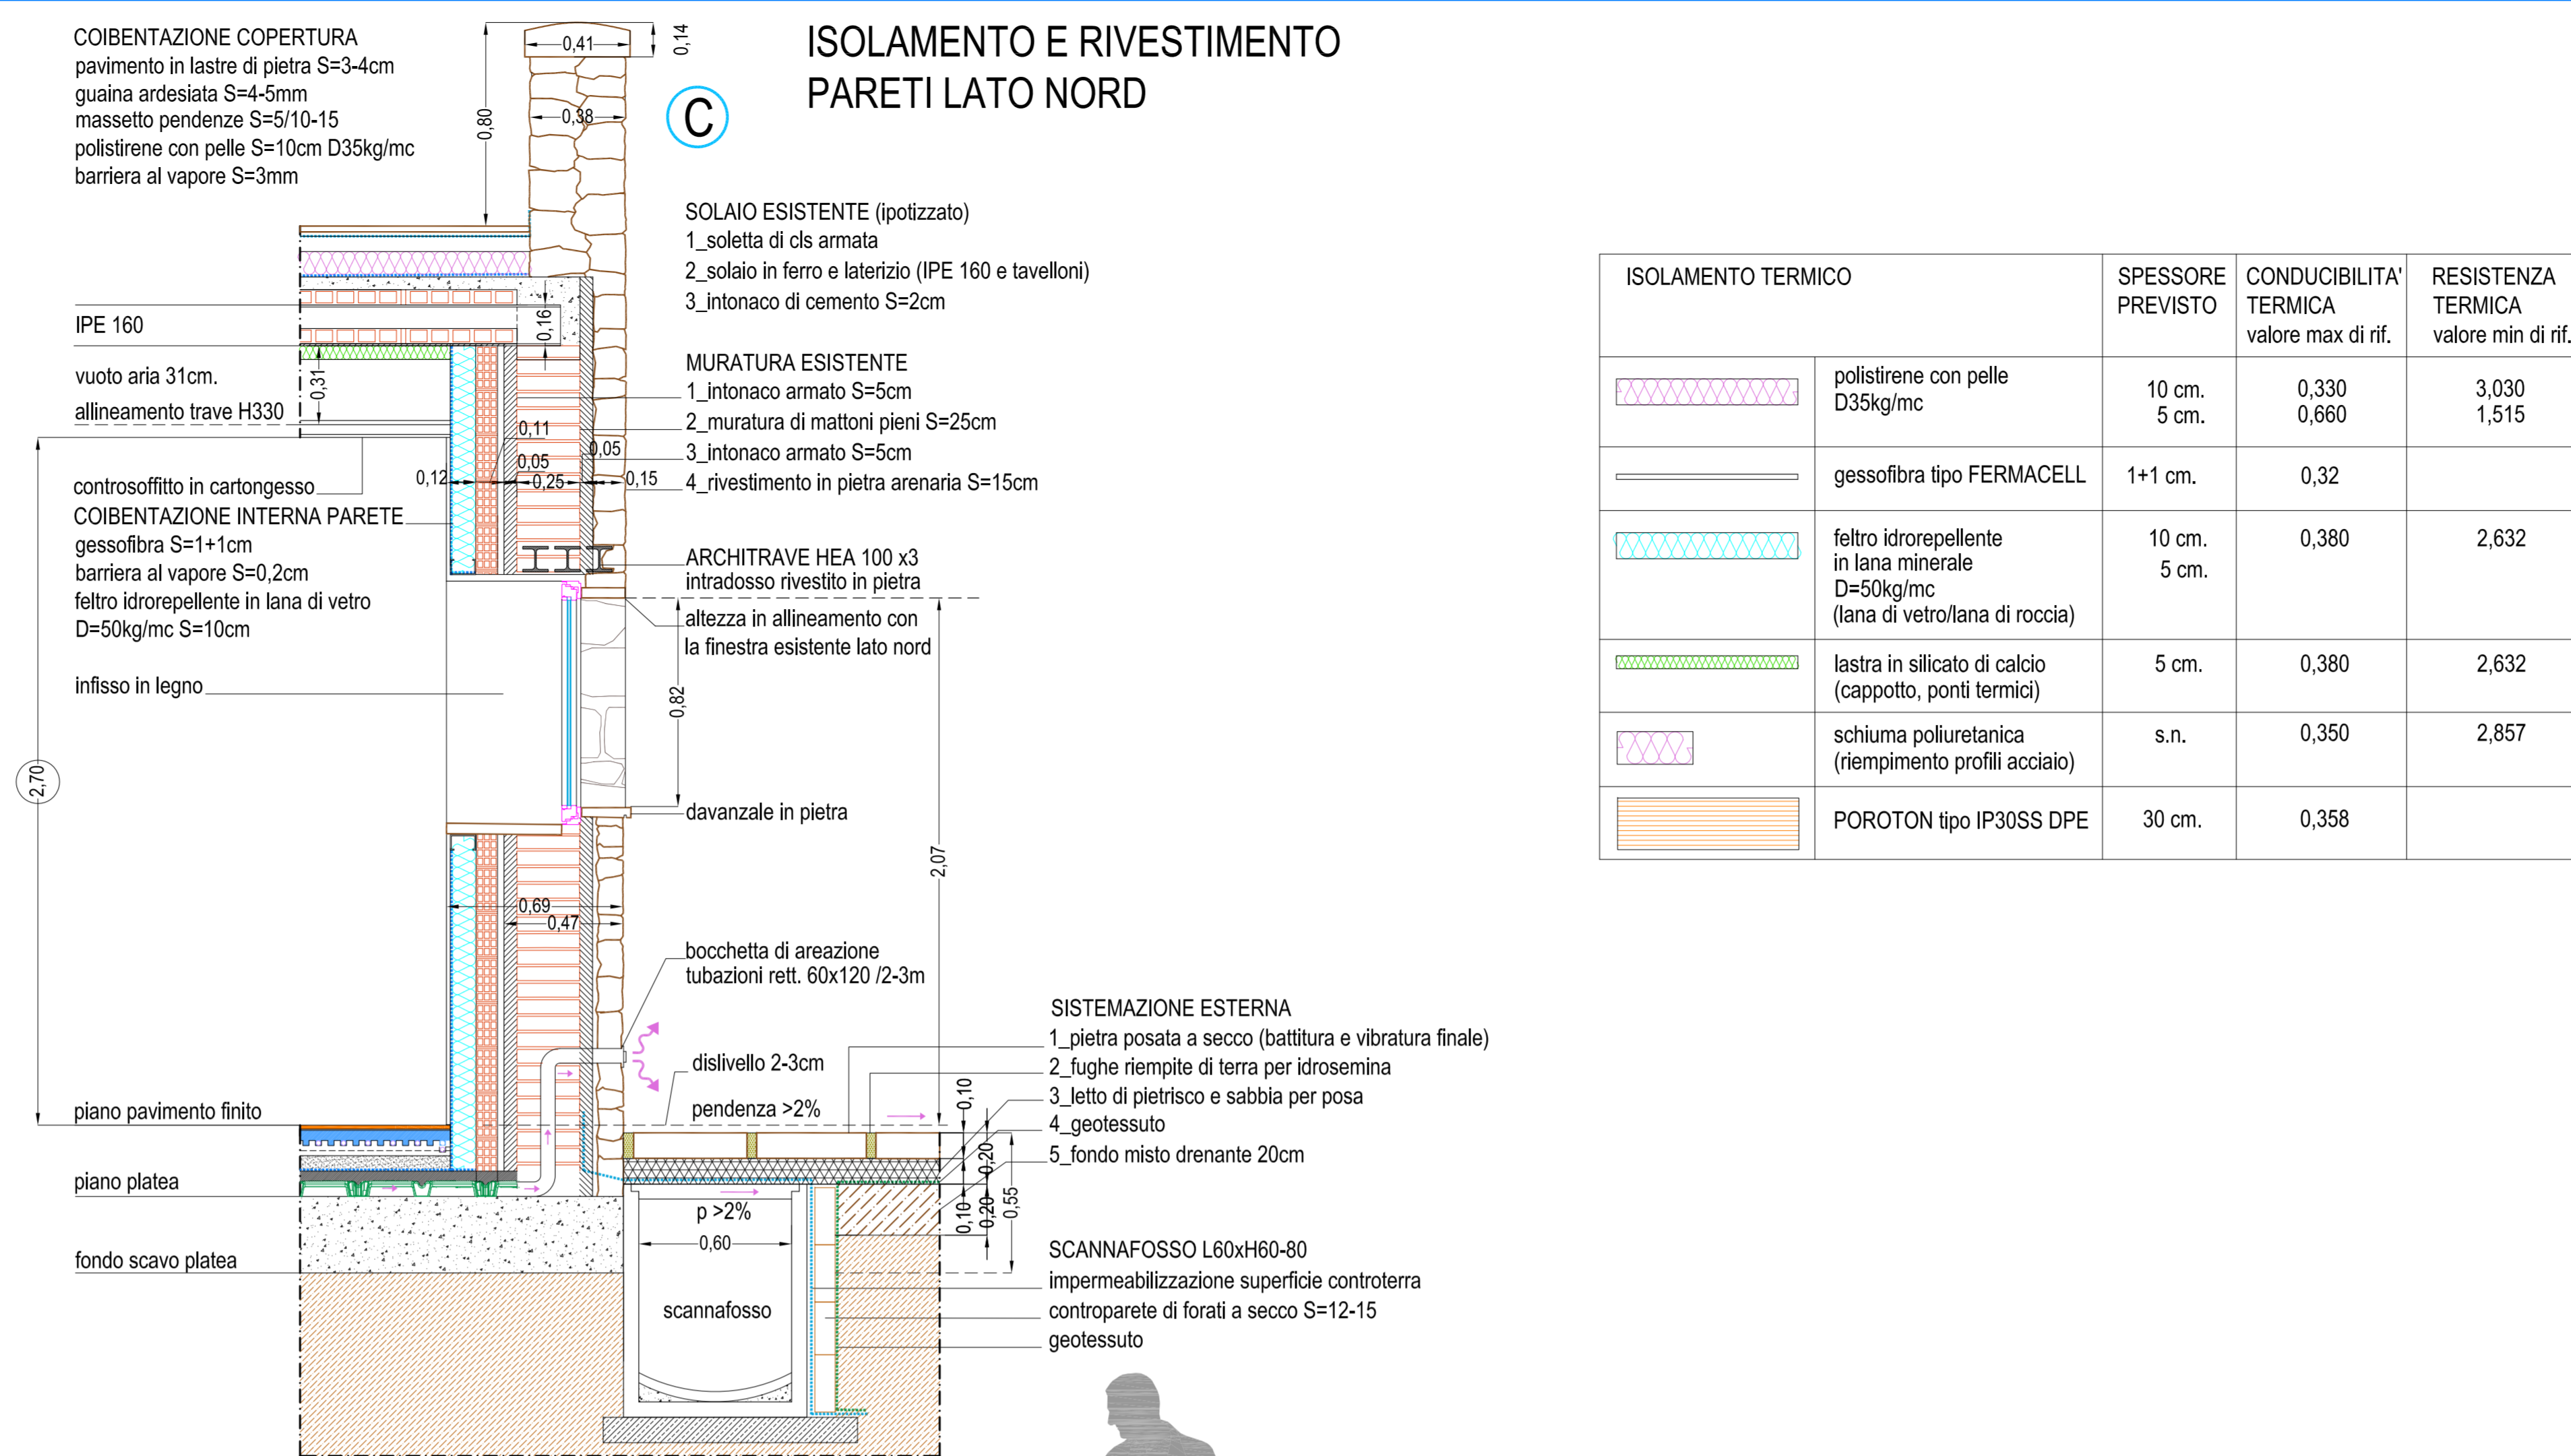 COIBENTAZIONE COPERTURA
pavimento in lastre di pietra S=3-4cm
guaina ardesiata S=4-5mm
massetto pendenze S=5/10-15
polistirene con pelle S=10cm D35kg/mc
barriera al vapore S=3mm
0,41
0,14
0,38
0,80
C
ISOLAMENTO E RIVESTIMENTO
PARETI LATO NORD
SOLAIO ESISTENTE (ipotizzato)
1_soletta di cls armata
2_solaio in ferro e laterizio (IPE 160 e tavelloni)
3_intonaco di cemento S=2cm
IPE 160
0,16
vuoto aria 31cm.
0,31
allineamento trave H330
MURATURA ESISTENTE
1_intonaco armato S=5cm
2_muratura di mattoni pieni S=25cm
3_intonaco armato S=5cm
4_rivestimento in pietra arenaria S=15cm
0,11
0,05
0,05
0,12
0,25
0,15
controsoffitto in cartongesso
COIBENTAZIONE INTERNA PARETE
gessofibra S=1+1cm
barriera al vapore S=0,2cm
feltro idrorepellente in lana di vetro
D=50kg/mc S=10cm
ARCHITRAVE HEA 100 x3
intradosso rivestito in pietra
altezza in allineamento con
la finestra esistente lato nord
infisso in legno
0,82
2,70
davanzale in pietra
2,07
0,69
0,47
bocchetta di areazione
tubazioni rett. 60x120 /2-3m
dislivello 2-3cm
pendenza >2%
piano pavimento finito
piano platea
fondo scavo platea
SISTEMAZIONE ESTERNA
1_pietra posata a secco (battitura e vibratura finale)
2_fughe riempite di terra per idrosemina
3_letto di pietrisco e sabbia per posa
4_geotessuto
5_fondo misto drenante 20cm
0,10
0,20
0,10
0,20
0,55
p >2%
0,60
scannafosso
SCANNAFOSSO L60xH60-80
impermeabilizzazione superficie controterra
controparete di forati a secco S=12-15
geotessuto
ISOLAMENTO TERMICO
SPESSORE
PREVISTO
CONDUCIBILITA'
TERMICA
valore max di rif.
RESISTENZA
TERMICA
valore min di rif.
polistirene con pelle
D35kg/mc
10 cm. 0,330 3,030
5 cm. 0,660 1,515
gessofibra tipo FERMACELL 1+1 cm. 0,32
feltro idrorepellente 10 cm. 0,380 2,632
in lana minerale 5 cm.
D=50kg/mc
(lana di vetro/lana di roccia)
lastra in silicato di calcio 5 cm. 0,380 2,632
(cappotto, ponti termici)
schiuma poliuretanica s.n. 0,350 2,857
(riempimento profili acciaio)
POROTON tipo IP30SS DPE 30 cm. 0,358